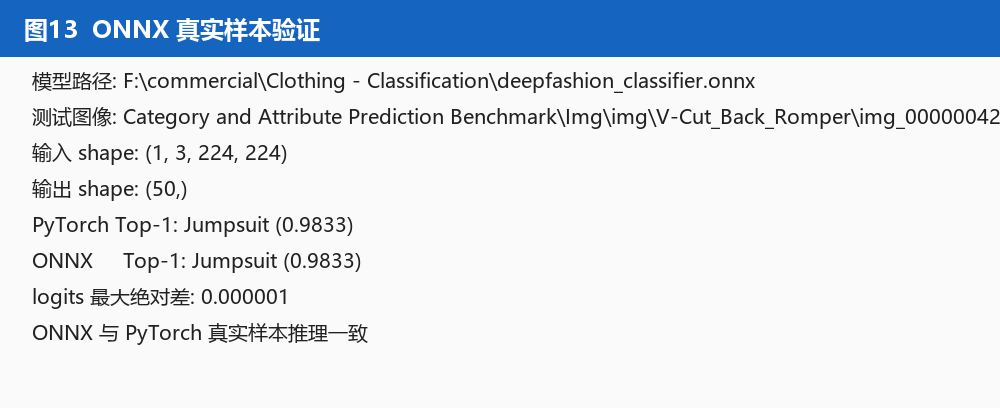 图13 ONNX 真实样本验证
模型路径: F:\commercial\Clothing - Classification\deepfashion_classifier.onnx
测试图像: Category and Attribute Prediction Benchmark\Img\img\V-Cut_Back_Romper\img_00000042
输入 shape: (1, 3, 224, 224)
输出 shape: (50,)
PyTorch Top-1: Jumpsuit (0.9833)
ONNX Top-1: Jumpsuit (0.9833)
logits 最大绝对差: 0.000001
ONNX 与 PyTorch 真实样本推理一致